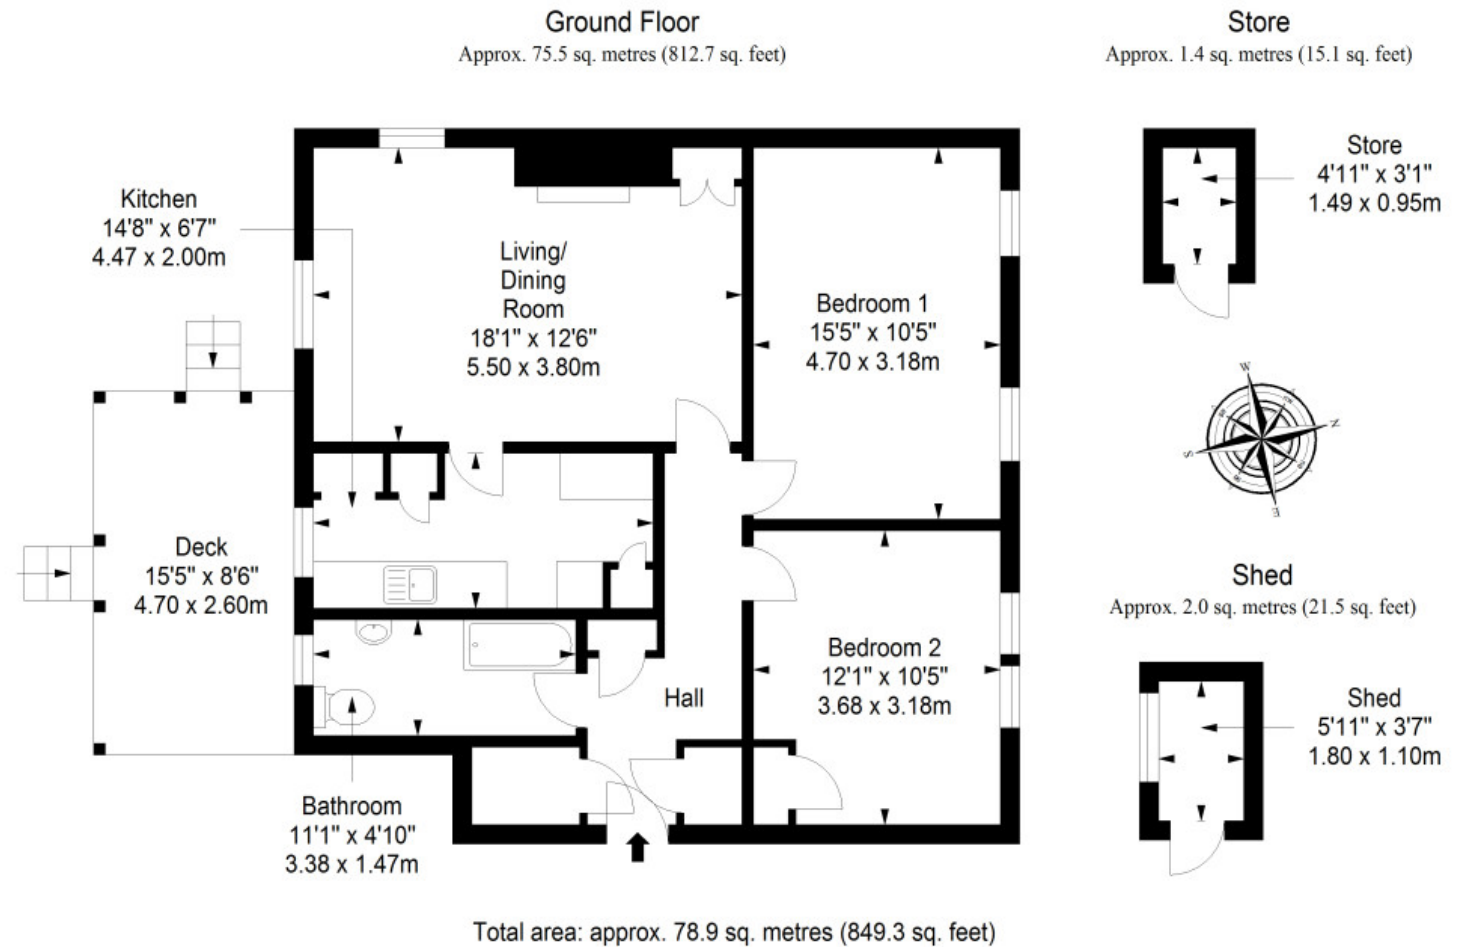 Ground Floor
Approx. 75.5 sq. metres (812.7 sq. feet)
Store
Approx. 1.4 sq. metres (15.1 sq. feet)
Kitchen
14'8" x 6'7"
4.47 x 2.00m
Living/
Dining
Room
18'1" x 12'6"
5.50 x 3.80m
Bedroom 1
15'5" x 10'5"
4.70 x 3.18m
Store
4'11" x 3'1"
1.49 x 0.95m
W
N
S
E
Deck
15'5" x 8'6"
4.70 x 2.60m
Bedroom 2
12'1" x 10'5"
3.68 x 3.18m
Hall
Shed
Approx. 2.0 sq. metres (21.5 sq. feet)
Shed
5'11" x 3'7"
1.80 x 1.10m
Bathroom
11'1" x 4'10"
3.38 x 1.47m
Total area: approx. 78.9 sq. metres (849.3 sq. feet)